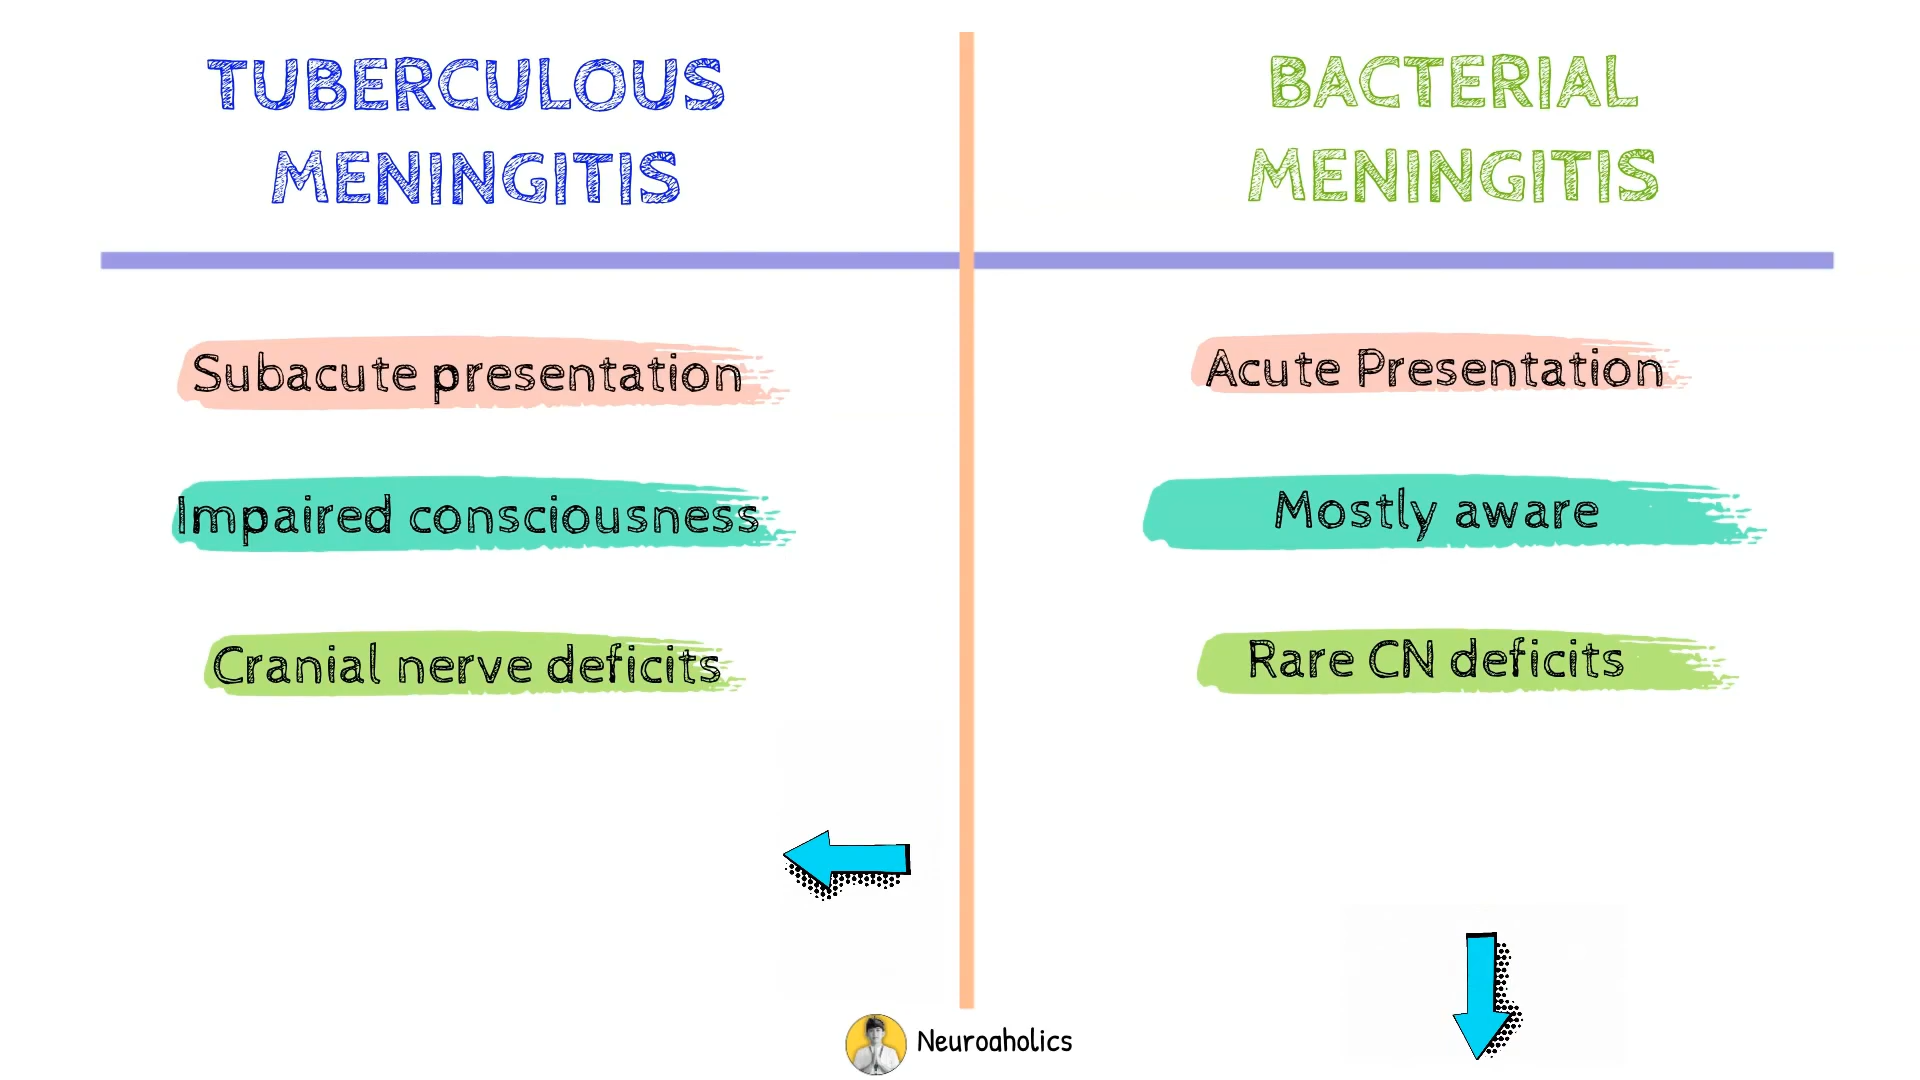 TUBERCULOUS
MENINGITIS
BACTERIAL
MENINGITIS
Subacute presentation
Acute Presentation
Impaired consciousness
Mostly aware
Cranial nerve deficits
Rare CN deficits
Neuroaholics